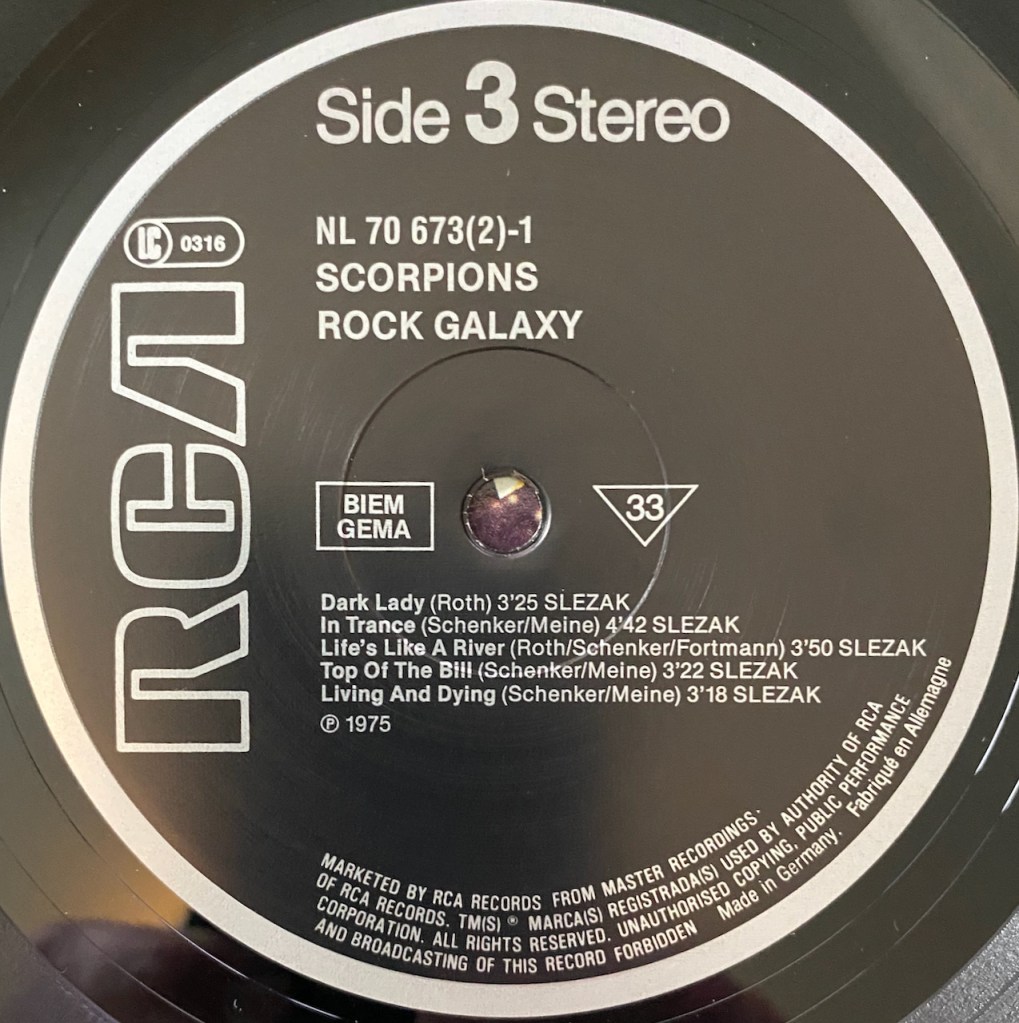 Side 3 Stereo
LC 0316
NL 70 673(2)-1
SCORPIONS
ROCK GALAXY
RCA
BIEM
GEMA
33
Dark Lady (Roth) 3'25 SLEZAK
In Trance (Schenker/Meine) 4'42 SLEZAK
Life's Like A River (Roth/Schenker/Fortmann) 3'50 SLEZAK
Top Of The Bill (Schenker/Meine) 3'22 SLEZAK
Living And Dying (Schenker/Meine) 3'18 SLEZAK
℗ 1975
MARKETED BY RCA RECORDS FROM MASTER RECORDINGS.
OF RCA RECORDS. TM(S) ® MARCA(S) REGISTRADA(S) USED BY AUTHORITY OF RCA
CORPORATION. ALL RIGHTS RESERVED. UNAUTHORISED COPYING, PUBLIC PERFORMANCE
AND BROADCASTING OF THIS RECORD FORBIDDEN Made in Germany. Fabriqué en Allemagne